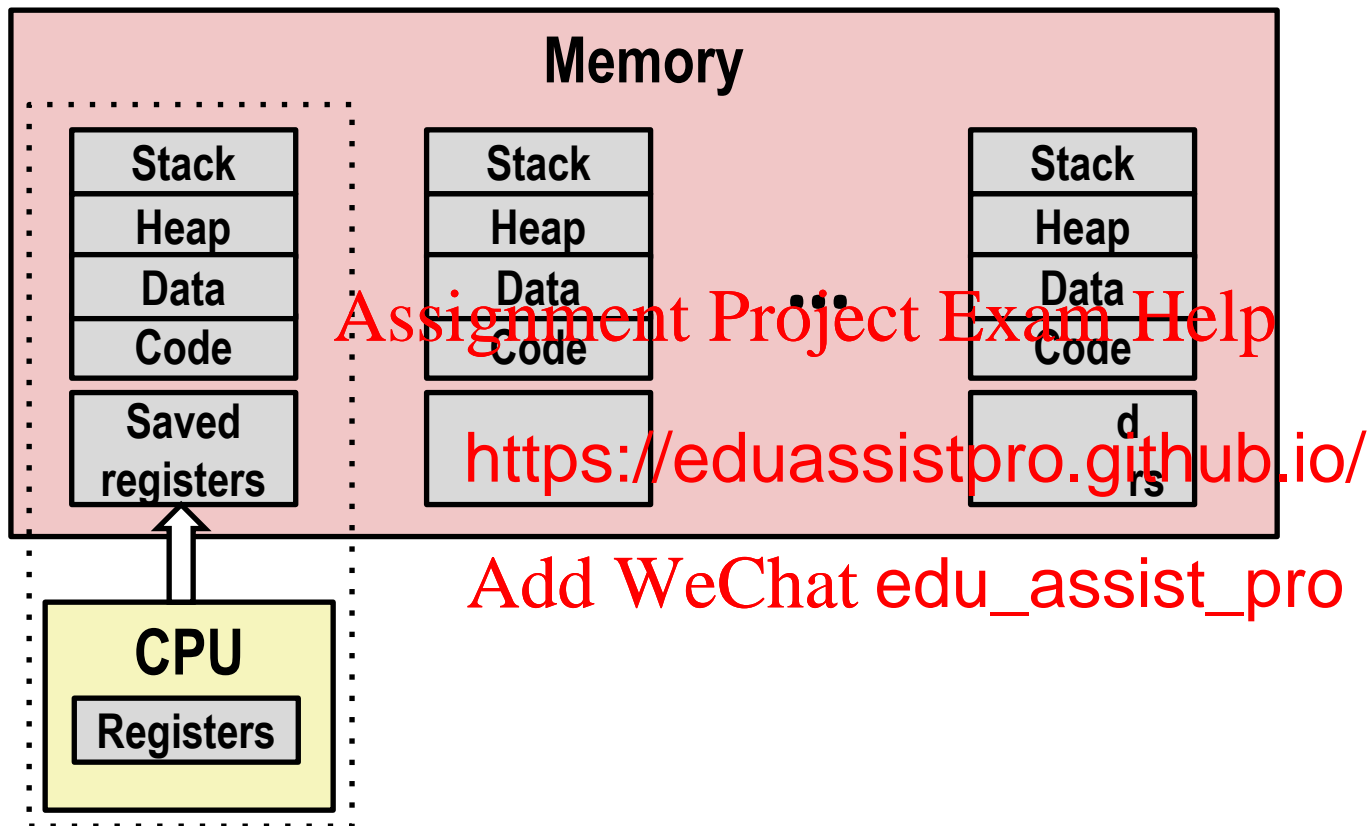 Memory
Stack
Heap
Data
Code
Saved
registers
Stack
Heap
Data
Code
...
Stack
Heap
Data
Code
d
rs
Assignment Project Exam Help
https://eduassistpro.github.io/
Add WeChat edu_assist_pro
CPU
Registers